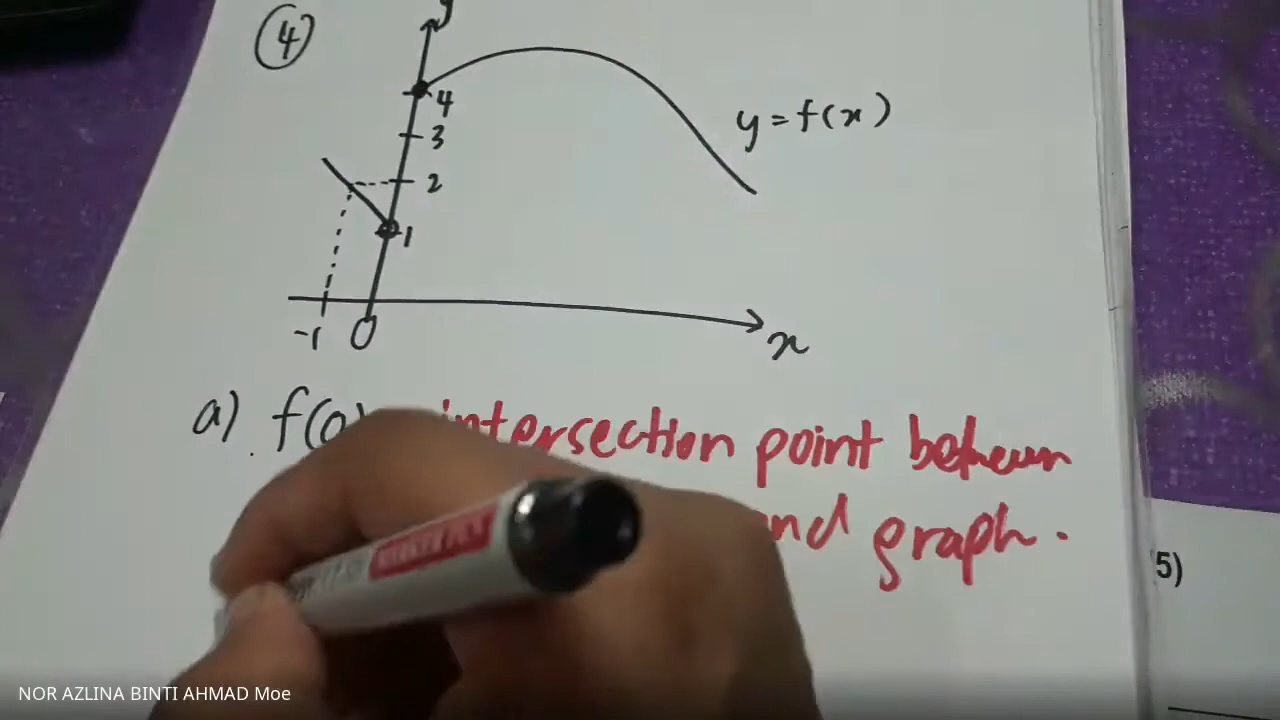 ④
y
4
3
2
1
y = f(x)
-1 0
x
a) f(0) intersection point between
and graph.
5)
NOR AZLINA BINTI AHMAD Moe